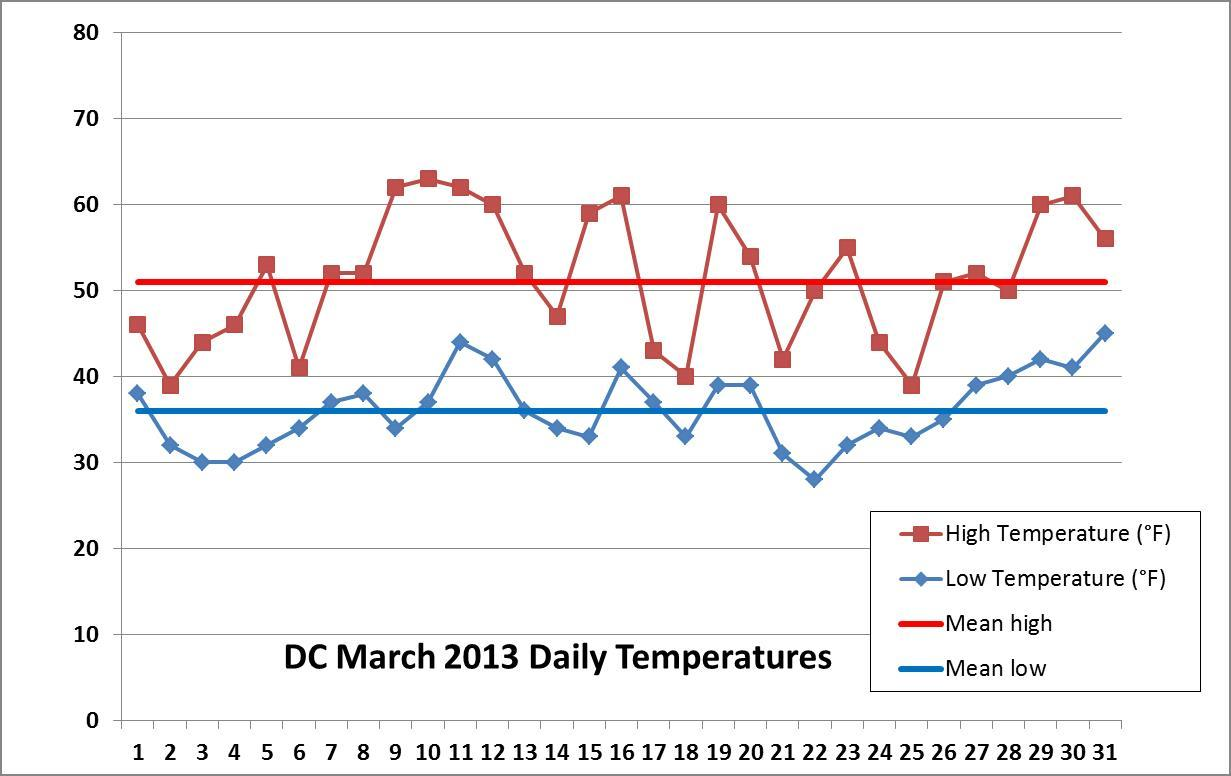 80
70
60
50
40
30
20
10
0
High Temperature (°F)
Low Temperature (°F)
Mean high
Mean low
DC March 2013 Daily Temperatures
1 2 3 4 5 6 7 8 9 10 11 12 13 14 15 16 17 18 19 20 21 22 23 24 25 26 27 28 29 30 31